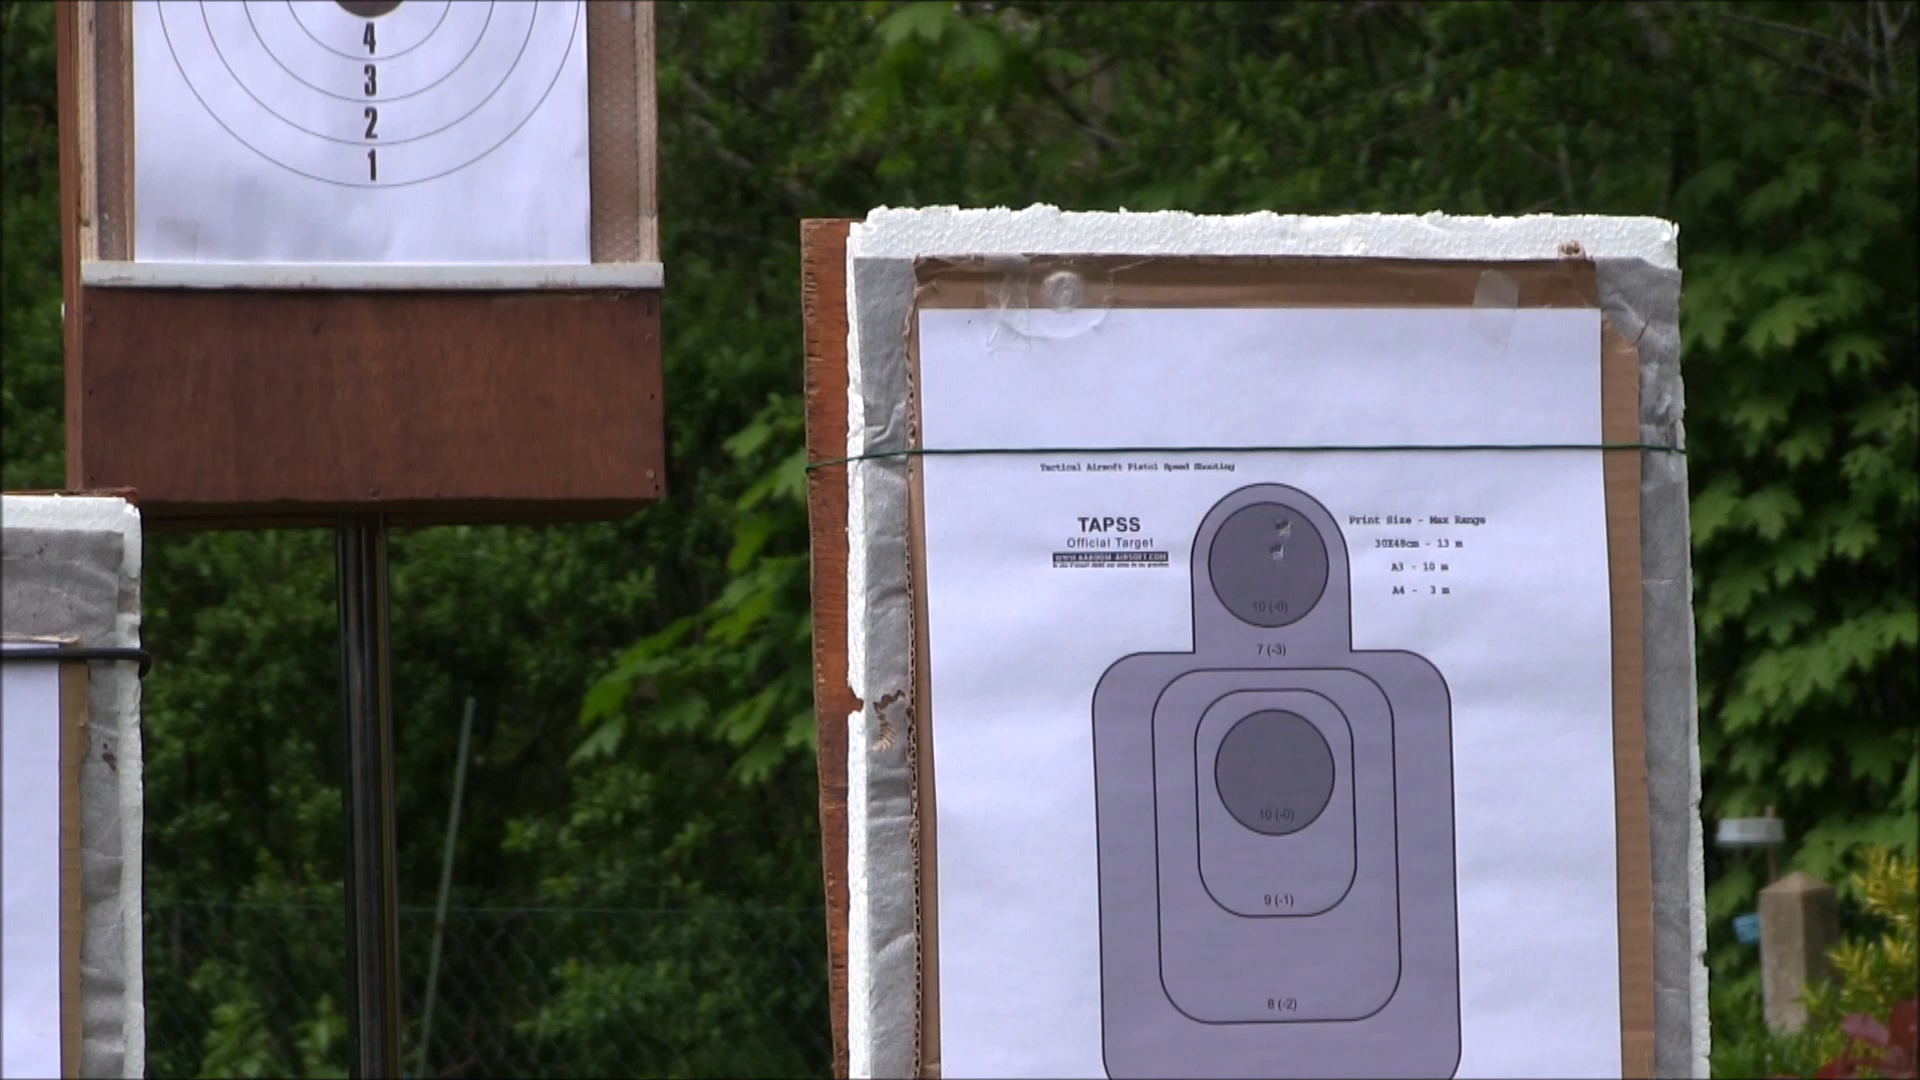 4
3
2
1
Tactical Airsoft Pistol Speed Shooting
TAPSS
Official Target
Print Size - Max Range
30X48cm - 13 m
A3 - 10 m
A4 - 3 m
10 (-0)
7 (-3)
10 (-0)
9 (-1)
8 (-2)